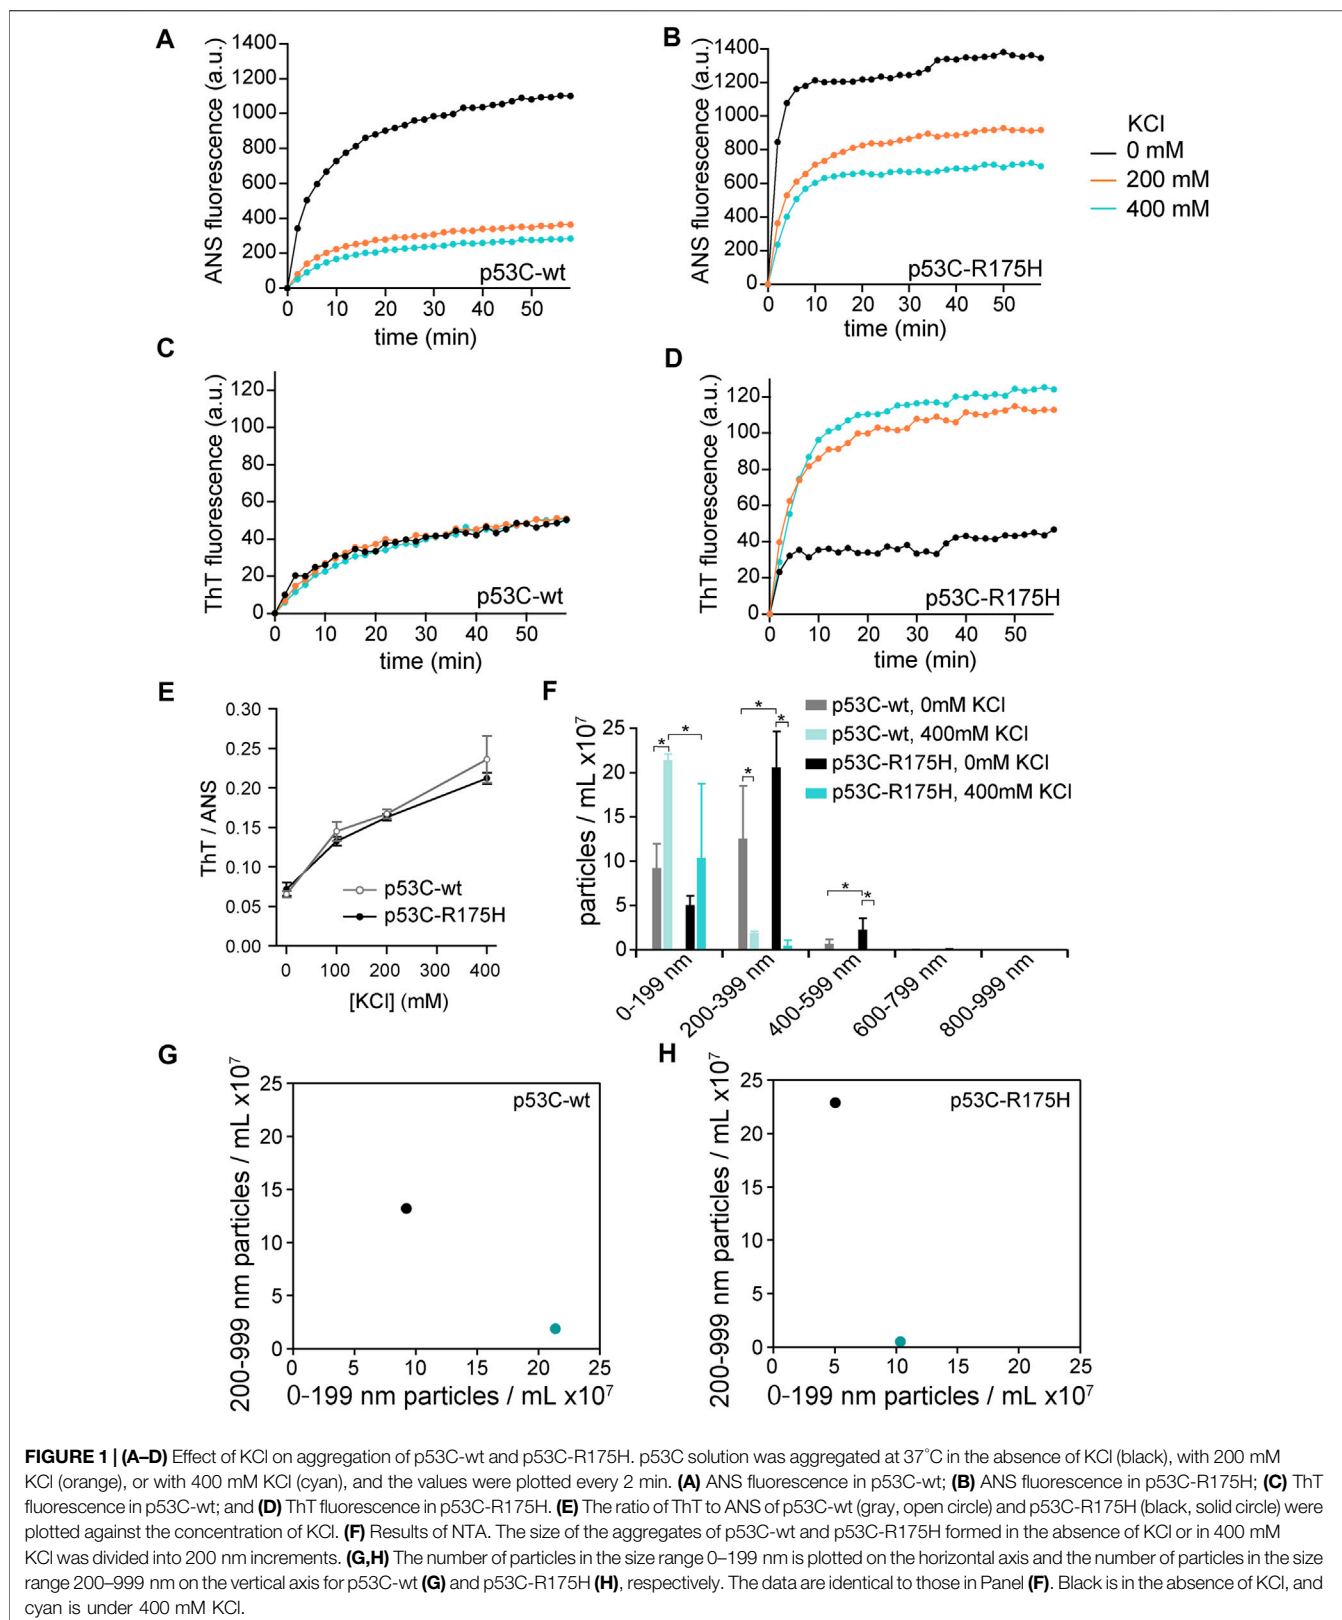 A
1400
1200
1000
800
600
400
200
0
ANS fluorescence (a.u.)
p53C-wt
0 10 20 30 40 50
time (min)
B
1400
1200
1000
800
600
400
200
0
ANS fluorescence (a.u.)
p53C-R175H
0 10 20 30 40 50
time (min)
KCl
0 mM
200 mM
400 mM
C
120
100
80
60
40
20
0
ThT fluorescence (a.u.)
p53C-wt
0 10 20 30 40 50
time (min)
D
120
100
80
60
40
20
0
ThT fluorescence (a.u.)
p53C-R175H
0 10 20 30 40 50
time (min)
E
0.30
0.25
0.20
0.15
0.10
0.05
0.00
ThT / ANS
p53C-wt
p53C-R175H
0 100 200 300 400
[KCl] (mM)
F
25
20
15
10
5
0
particles / mL x10⁷
* * * * * * *
p53C-wt, 0mM KCl
p53C-wt, 400mM KCl
p53C-R175H, 0mM KCl
p53C-R175H, 400mM KCl
0-199 nm
200-399 nm
400-599 nm
600-799 nm
800-999 nm
G
25
20
15
10
5
0
200-999 nm particles / mL x10⁷
p53C-wt
0 5 10 15 20 25
0-199 nm particles / mL x10⁷
H
25
20
15
10
5
0
200-999 nm particles / mL x10⁷
p53C-R175H
0 5 10 15 20 25
0-199 nm particles / mL x10⁷
FIGURE 1 | (A–D) Effect of KCl on aggregation of p53C-wt and p53C-R175H. p53C solution was aggregated at 37°C in the absence of KCl (black), with 200 mM
KCl (orange), or with 400 mM KCl (cyan), and the values were plotted every 2 min. (A) ANS fluorescence in p53C-wt; (B) ANS fluorescence in p53C-R175H; (C) ThT
fluorescence in p53C-wt; and (D) ThT fluorescence in p53C-R175H. (E) The ratio of ThT to ANS of p53C-wt (gray, open circle) and p53C-R175H (black, solid circle) were
plotted against the concentration of KCl. (F) Results of NTA. The size of the aggregates of p53C-wt and p53C-R175H formed in the absence of KCl or in 400 mM
KCl was divided into 200 nm increments. (G,H) The number of particles in the size range 0–199 nm is plotted on the horizontal axis and the number of particles in the size
range 200–999 nm on the vertical axis for p53C-wt (G) and p53C-R175H (H), respectively. The data are identical to those in Panel (F). Black is in the absence of KCl, and
cyan is under 400 mM KCl.